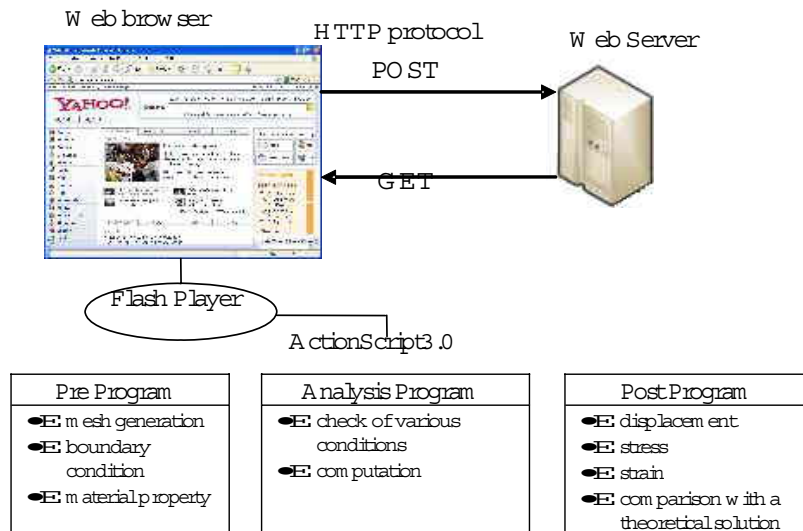 Web browser
HTTP protocol
Web Server
POST
YAHOO!
GET
Flash Player
ActionScript3.0
Pre Program
●E mesh generation
●E boundary
condition
●E material property
Analysis Program
●E check of various
conditions
●E computation
Post Program
●E displacement
●E stress
●E strain
●E comparison with a
theoretical solution